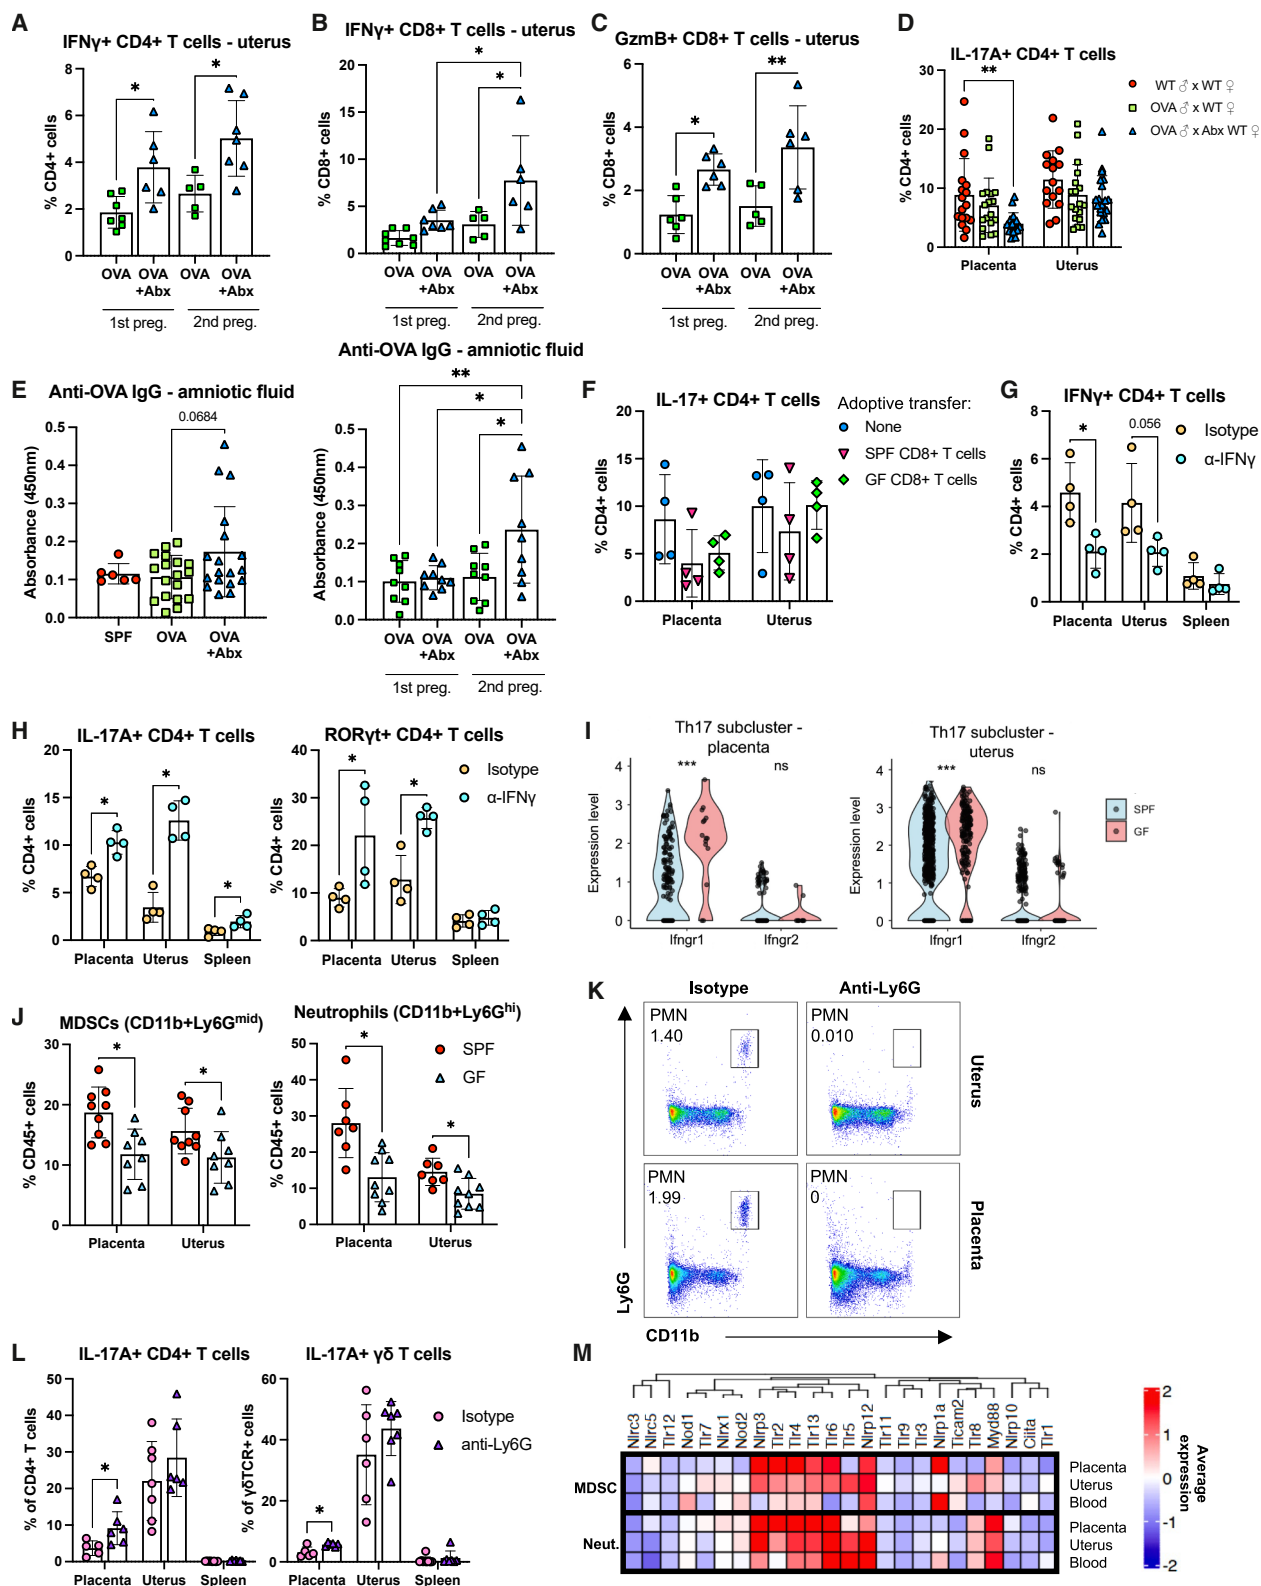 A
IFNγ+ CD4+ T cells - uterus
% CD4+ cells
8
6
4
2
0
*
*
OVA OVA +Abx OVA OVA +Abx
1st preg. 2nd preg.
B
IFNγ+ CD8+ T cells - uterus
% CD8+ cells
20
15
10
5
0
*
*
OVA OVA +Abx OVA OVA +Abx
1st preg. 2nd preg.
C
GzmB+ CD8+ T cells - uterus
% CD8+ cells
6
4
2
0
*
**
OVA OVA +Abx OVA OVA +Abx
1st preg. 2nd preg.
D
IL-17A+ CD4+ T cells
% CD4+ cells
30
20
10
0
**
Placenta Uterus
WT ♂ x WT ♀
OVA ♂ x WT ♀
OVA ♂ x Abx WT ♀
E
Anti-OVA IgG - amniotic fluid
Absorbance (450nm)
0.5
0.4
0.3
0.2
0.1
0.0
0.0684
SPF OVA OVA +Abx
Anti-OVA IgG - amniotic fluid
Absorbance (450nm)
0.5
0.4
0.3
0.2
0.1
0.0
**
*
*
OVA OVA +Abx OVA OVA +Abx
1st preg. 2nd preg.
F
IL-17+ CD4+ T cells
% CD4+ cells
20
15
10
5
0
Placenta Uterus
Adoptive transfer:
None
SPF CD8+ T cells
GF CD8+ T cells
G
IFNγ+ CD4+ T cells
% CD4+ cells
8
6
4
2
0
*
0.056
Placenta Uterus Spleen
Isotype
α-IFNγ
H
IL-17A+ CD4+ T cells
% CD4+ cells
20
15
10
5
0
*
*
*
Placenta Uterus Spleen
RORγt+ CD4+ T cells
% CD4+ cells
40
30
20
10
0
*
*
Placenta Uterus Spleen
Isotype
α-IFNγ
I
Th17 subcluster -
placenta
Expression level
4
3
2
1
0
***
ns
Ifngr1 Ifngr2
Th17 subcluster -
uterus
Expression level
4
3
2
1
0
***
ns
Ifngr1 Ifngr2
SPF
GF
J
MDSCs (CD11b+Ly6Gmid)
% CD45+ cells
30
20
10
0
*
*
Placenta Uterus
Neutrophils (CD11b+Ly6Ghi)
% CD45+ cells
50
40
30
20
10
0
*
*
Placenta Uterus
SPF
GF
K
Isotype Anti-Ly6G
PMN
1.40
PMN
0.010
Uterus
PMN
1.99
PMN
0
Placenta
Ly6G
CD11b
L
IL-17A+ CD4+ T cells
% of CD4+ T cells
50
40
30
20
10
0
*
Placenta Uterus Spleen
IL-17A+ γδ T cells
% of γδTCR+ cells
60
40
20
0
*
Placenta Uterus Spleen
Isotype
anti-Ly6G
M
Nlrc3 Nlrc5 Tlr12 Nod1 Tlr7 Nlrx1 Nod2 Nlrp3 Tlr2 Tlr4 Tlr13 Tlr6 Tlr5 Nlrp12 Tlr11 Tlr9 Tlr3 Nlrp1a Ticam2 Tlr8 Myd88 Nlrp10 Ciita Tlr1
MDSC
Placenta
Uterus
Blood
Neut.
Placenta
Uterus
Blood
2
1
0
-1
-2
Average
expression